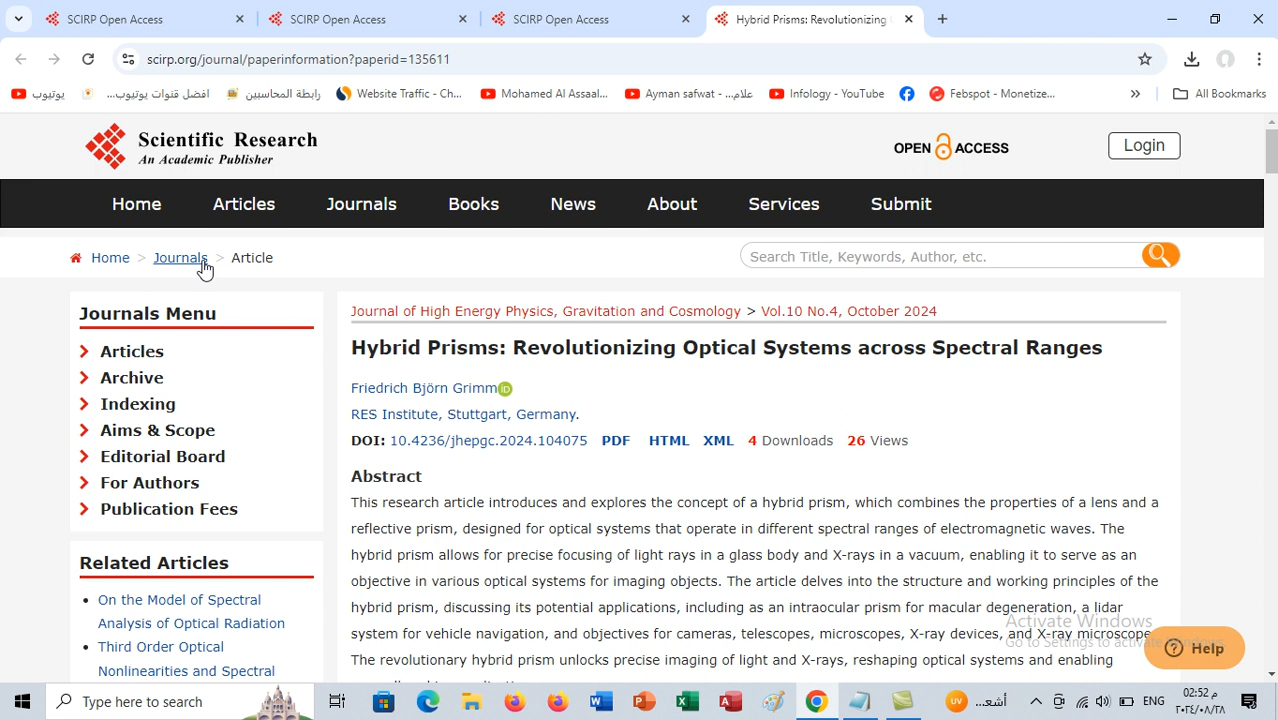 SCIRP Open Access
SCIRP Open Access
SCIRP Open Access
Hybrid Prisms: Revolutionizing
scirp.org/journal/paperinformation?paperid=135611
يوتيوب
افضل قنوات يوتيوب...
رابطة المحاسبين
Website Traffic - Ch...
Mohamed Al Assaal...
Ayman safwat - علام...
Infology - YouTube
Febspot - Monetize...
»
All Bookmarks
Scientific Research
An Academic Publisher
OPEN ACCESS
Login
Home Articles Journals Books News About Services Submit
Home > Journals > Article
Search Title, Keywords, Author, etc.
Journals Menu
Articles
Archive
Indexing
Aims & Scope
Editorial Board
For Authors
Publication Fees
Related Articles
• On the Model of Spectral
Analysis of Optical Radiation
• Third Order Optical
Nonlinearities and Spectral
Journal of High Energy Physics, Gravitation and Cosmology > Vol.10 No.4, October 2024
Hybrid Prisms: Revolutionizing Optical Systems across Spectral Ranges
Friedrich Björn Grimm iD
RES Institute, Stuttgart, Germany.
DOI: 10.4236/jhepgc.2024.104075 PDF HTML XML 4 Downloads 26 Views
Abstract
This research article introduces and explores the concept of a hybrid prism, which combines the properties of a lens and a
reflective prism, designed for optical systems that operate in different spectral ranges of electromagnetic waves. The
hybrid prism allows for precise focusing of light rays in a glass body and X-rays in a vacuum, enabling it to serve as an
objective in various optical systems for imaging objects. The article delves into the structure and working principles of the
hybrid prism, discussing its potential applications, including as an intraocular prism for macular degeneration, a lidar
system for vehicle navigation, and objectives for cameras, telescopes, microscopes, X-ray devices, and X-ray microscope
The revolutionary hybrid prism unlocks precise imaging of light and X-rays, reshaping optical systems and enabling
Activate Windows
Go to Settings to activate Windows.
Help
Type here to search
UV
أشع...
ENG
02:52 م
٢٠٢٤/٠٨/٢٨